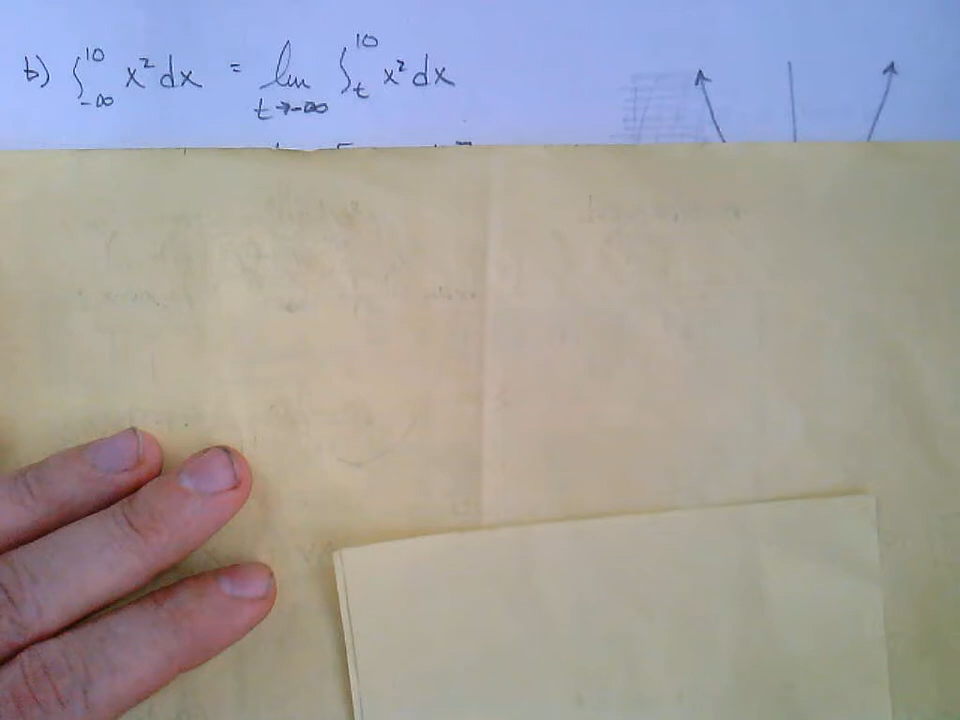 b) ∫_{-∞}^{10} x² dx = lim_{t→-∞} ∫_t^{10} x² dx